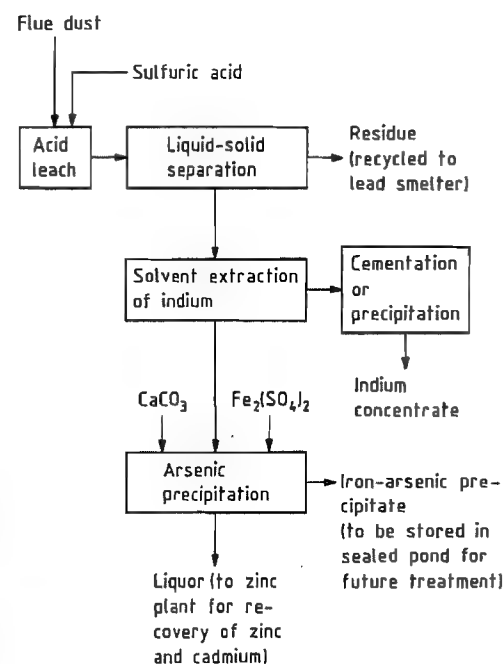 Flue dust
Sulfuric acid
Acid
leach
Liquid-solid
separation
Residue
(recycled to
lead smelter)
Solvent extraction
of indium
Cementation
or
precipitation
Indium
concentrate
CaCO₃
Fe₂(SO₄)₂
Arsenic
precipitation
Iron-arsenic pre-
cipitate
(to be stored in
sealed pond for
future treatment)
Liquor (to zinc
plant for re-
covery of zinc
and cadmium)